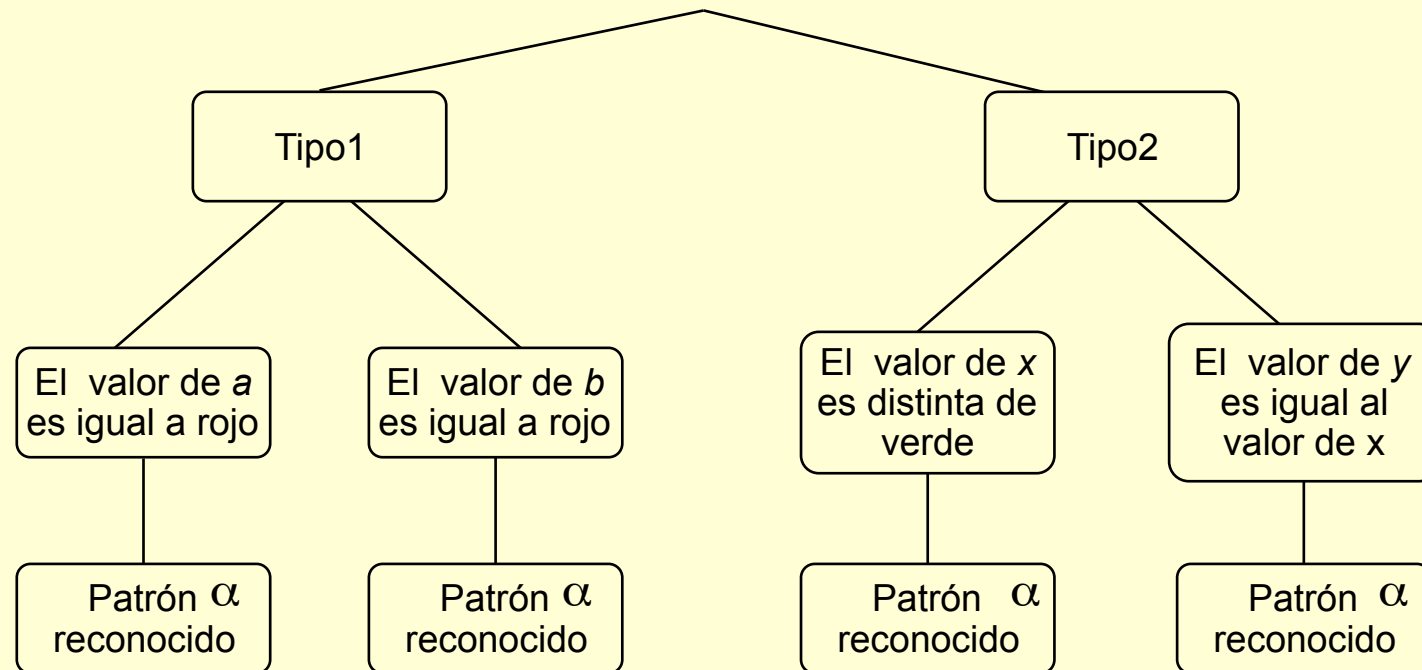 Tipo1
Tipo2
El valor de a
es igual a rojo
El valor de b
es igual a rojo
El valor de x
es distinta de
verde
El valor de y
es igual al
valor de x
Patrón α
reconocido
Patrón α
reconocido
Patrón α
reconocido
Patrón α
reconocido